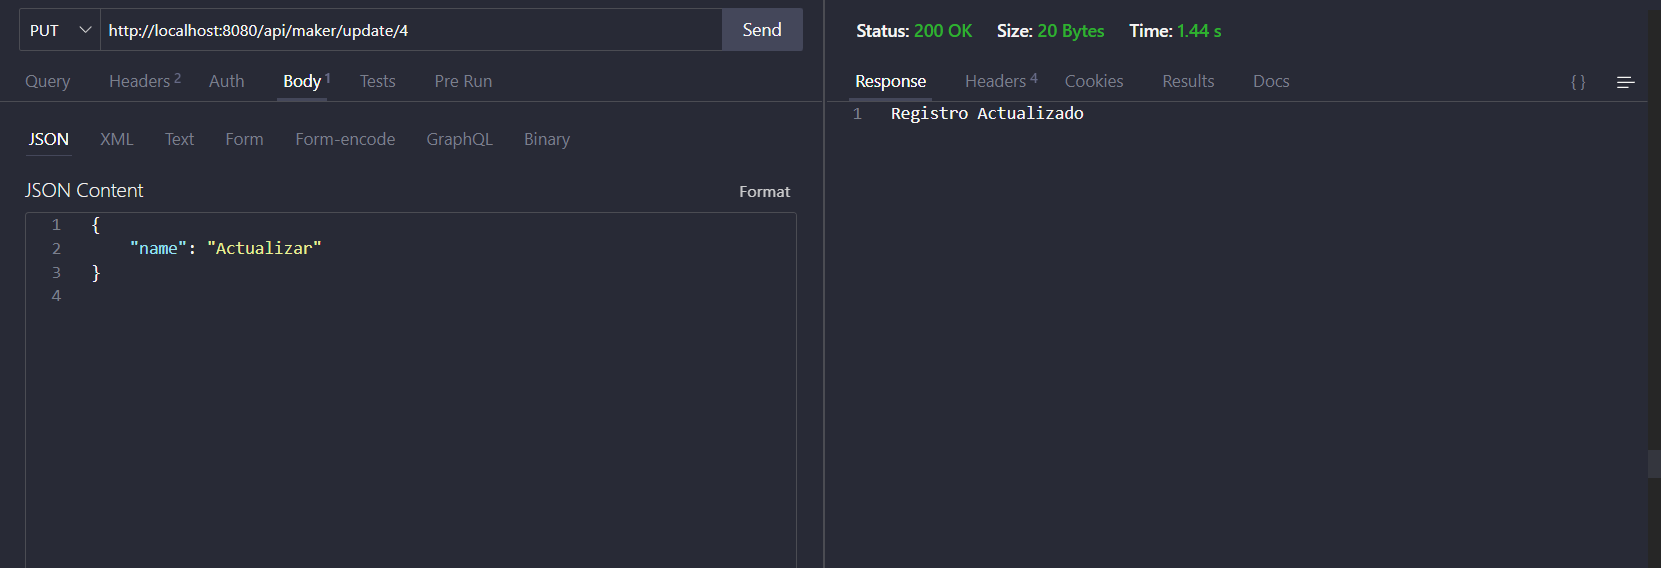 PUT http://localhost:8080/api/maker/update/4 Send
Query Headers 2 Auth Body 1 Tests Pre Run
JSON XML Text Form Form-encode GraphQL Binary
JSON Content Format
1 {
2 "name": "Actualizar"
3 }
4
Status: 200 OK Size: 20 Bytes Time: 1.44 s
Response Headers 4 Cookies Results Docs { }
1 Registro Actualizado